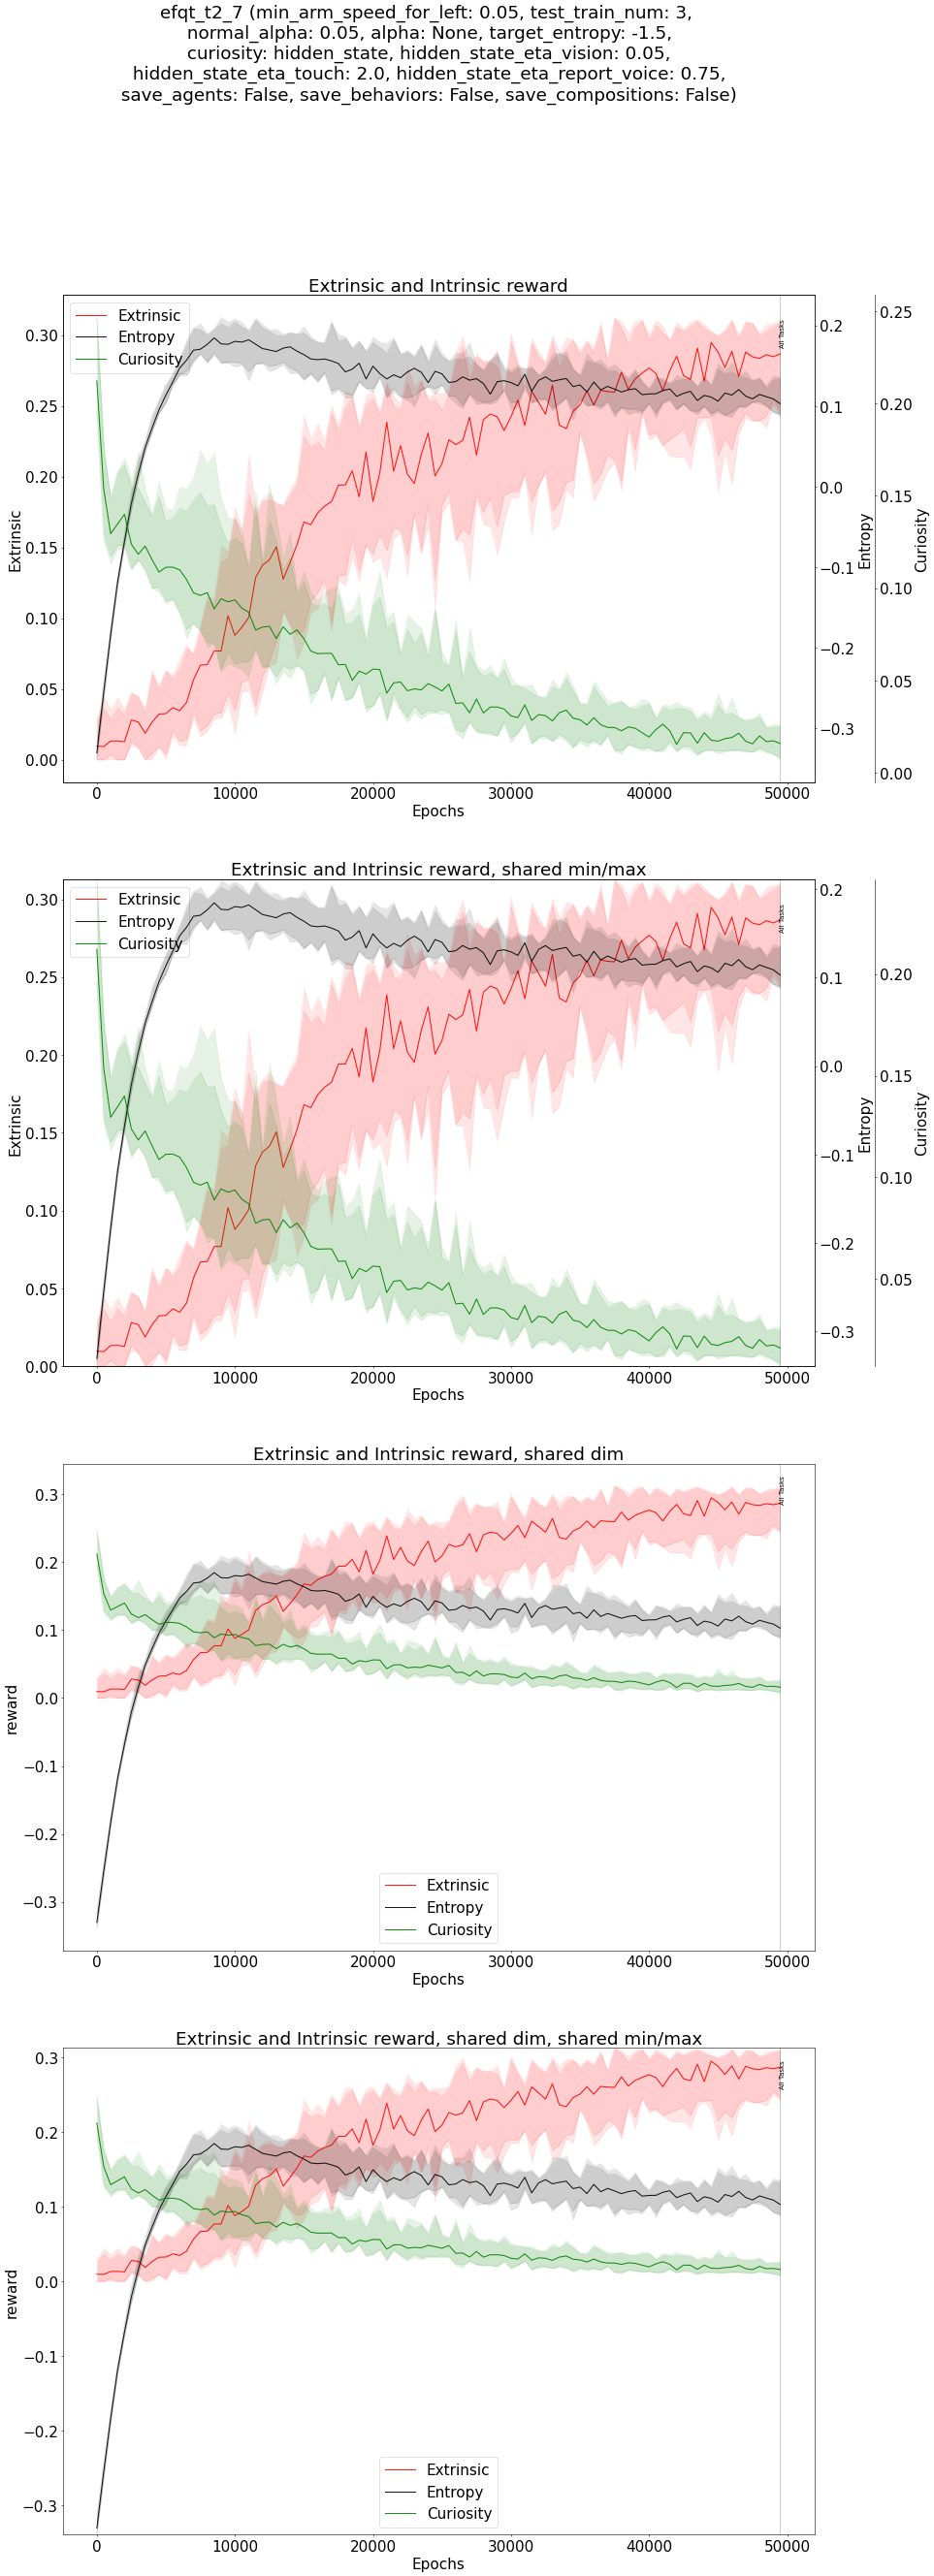 efqt_t2_7 (min_arm_speed_for_left: 0.05, test_train_num: 3,
normal_alpha: 0.05, alpha: None, target_entropy: -1.5,
curiosity: hidden_state, hidden_state_eta_vision: 0.05,
hidden_state_eta_touch: 2.0, hidden_state_eta_report_voice: 0.75,
save_agents: False, save_behaviors: False, save_compositions: False)
Extrinsic and Intrinsic reward
Extrinsic
Entropy
Curiosity
All Tasks
0.30
0.25
0.20
0.15
0.10
0.05
0.00
Extrinsic
0.2
0.1
0.0
−0.1
−0.2
−0.3
Entropy
0.25
0.20
0.15
0.10
0.05
0.00
Curiosity
0 10000 20000 30000 40000 50000
Epochs
Extrinsic and Intrinsic reward, shared min/max
Extrinsic
Entropy
Curiosity
All Tasks
0.30
0.25
0.20
0.15
0.10
0.05
0.00
Extrinsic
0.2
0.1
0.0
−0.1
−0.2
−0.3
Entropy
0.20
0.15
0.10
0.05
Curiosity
0 10000 20000 30000 40000 50000
Epochs
Extrinsic and Intrinsic reward, shared dim
All Tasks
0.3
0.2
0.1
0.0
−0.1
−0.2
−0.3
reward
Extrinsic
Entropy
Curiosity
0 10000 20000 30000 40000 50000
Epochs
Extrinsic and Intrinsic reward, shared dim, shared min/max
All Tasks
0.3
0.2
0.1
0.0
−0.1
−0.2
−0.3
reward
Extrinsic
Entropy
Curiosity
0 10000 20000 30000 40000 50000
Epochs